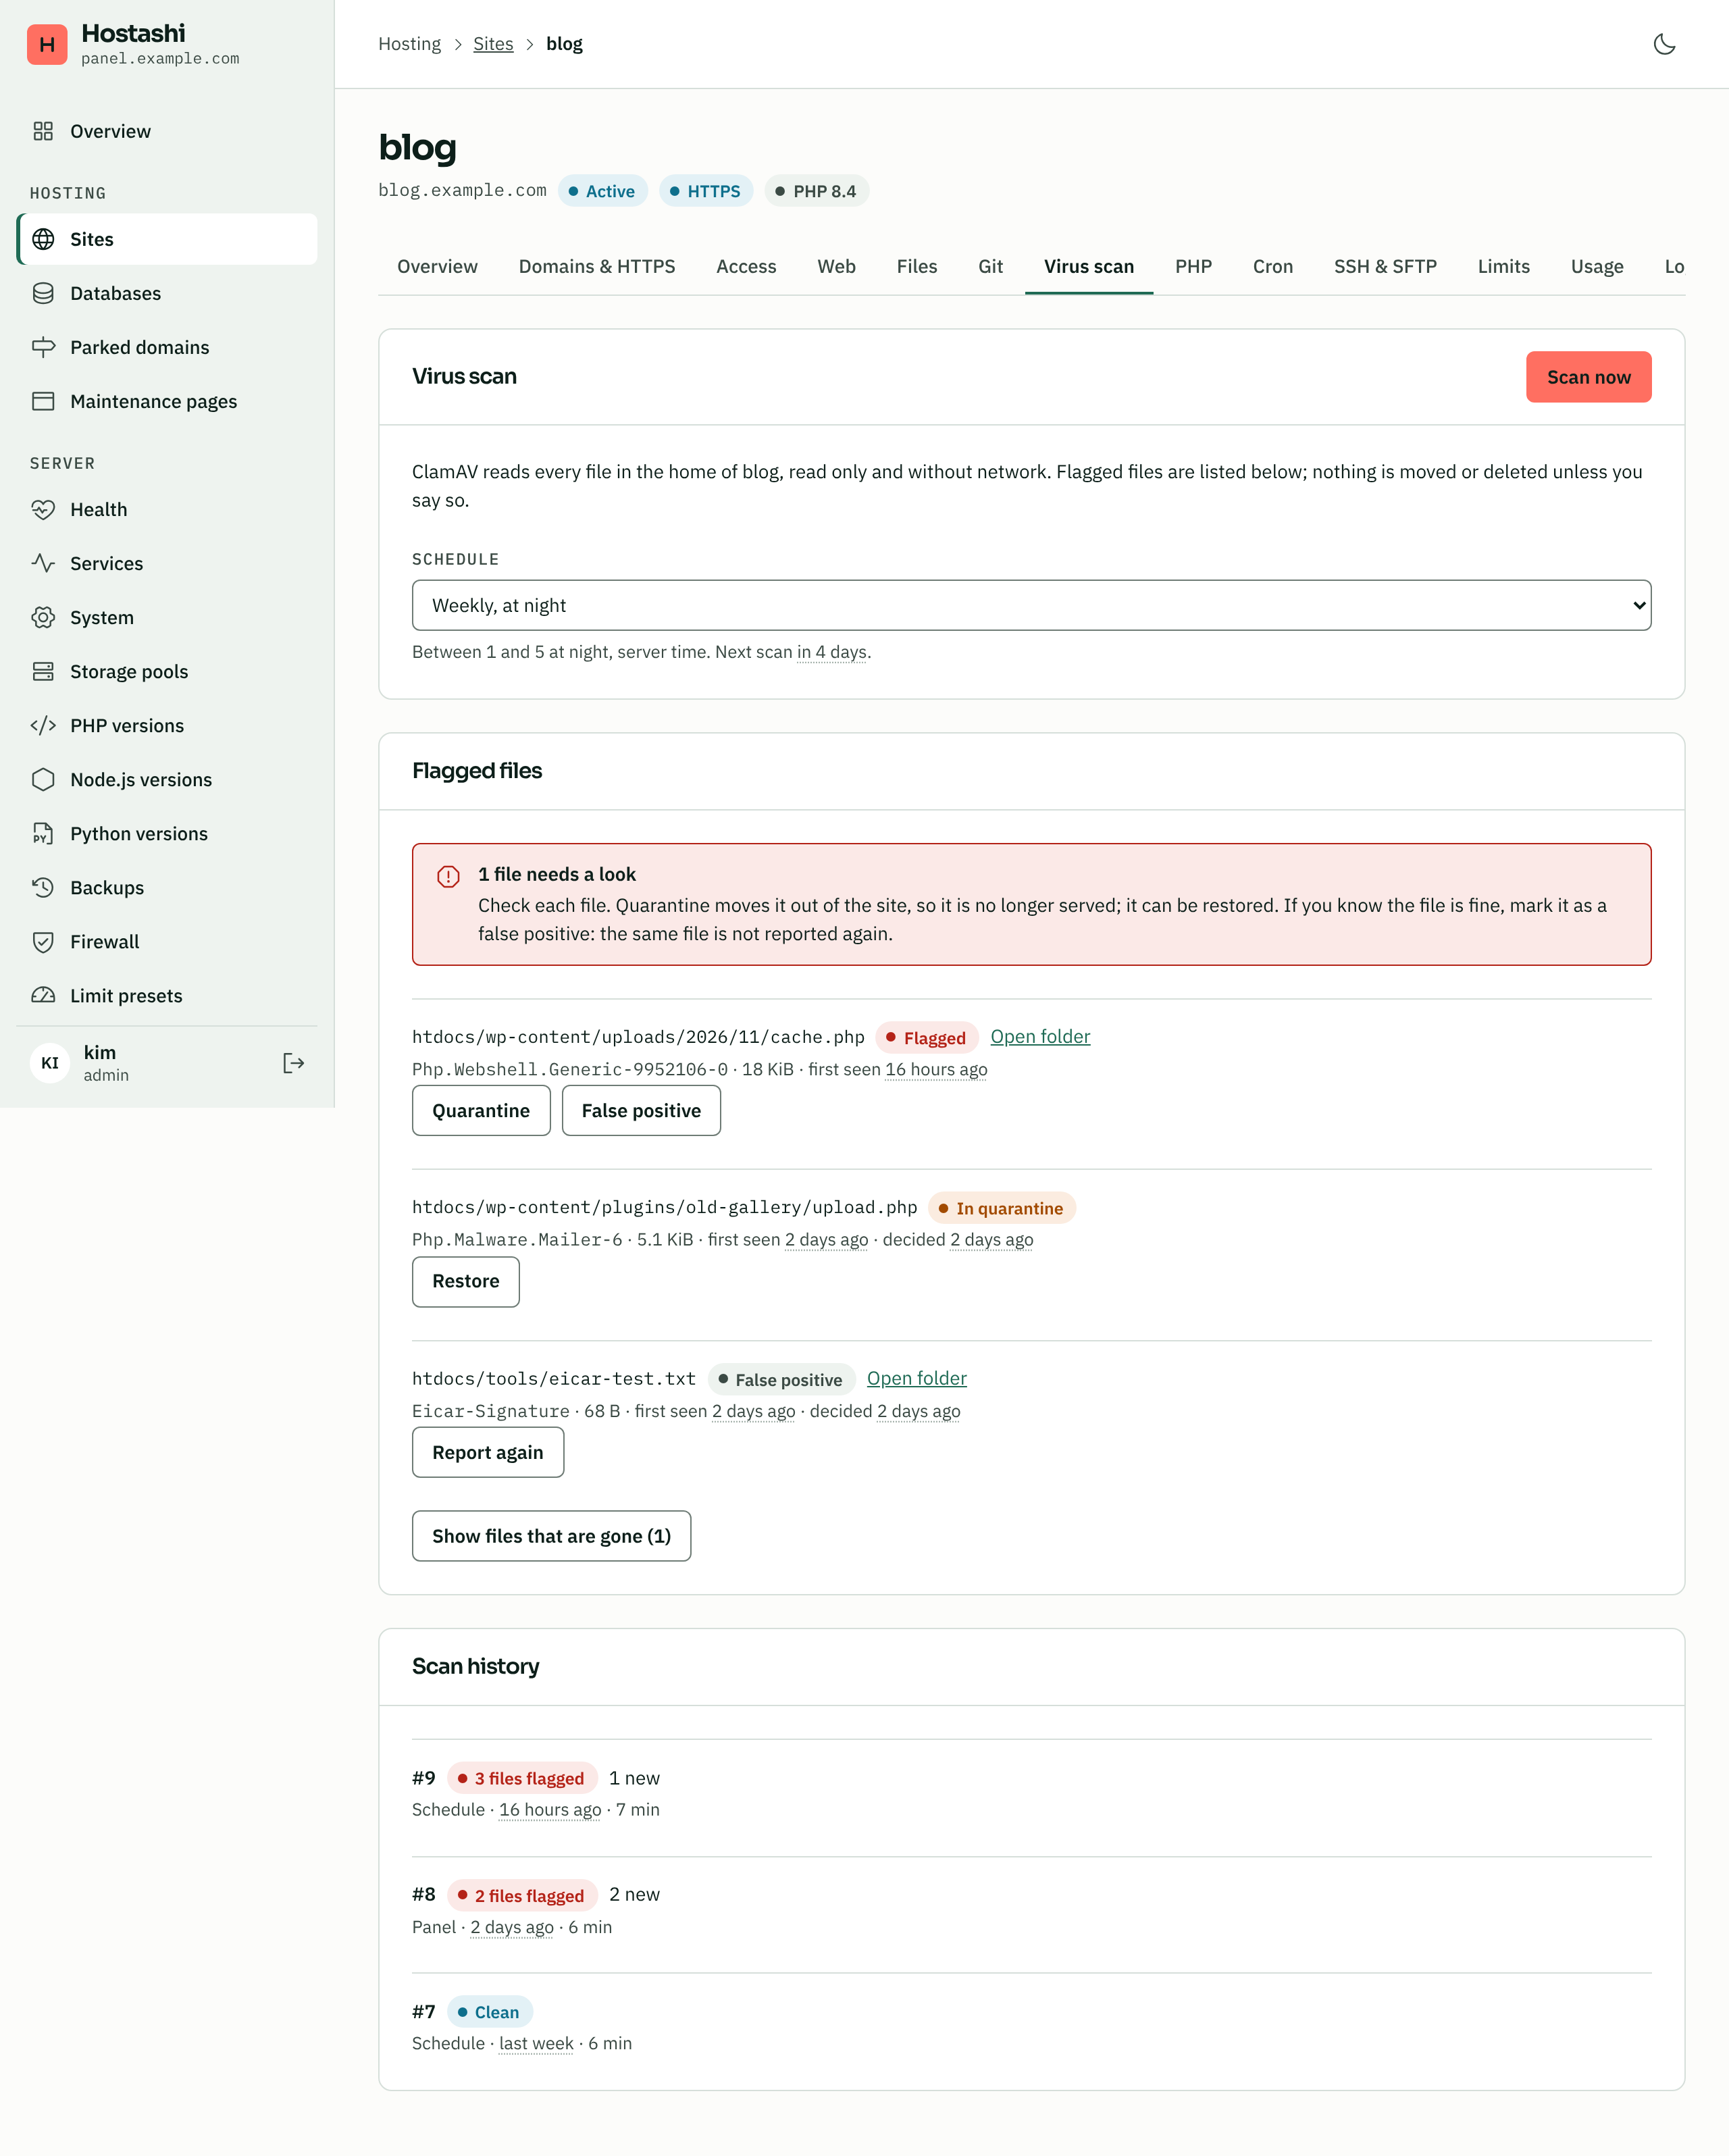 H
Hostashi
panel.example.com
Overview
HOSTING
Sites
Databases
Parked domains
Maintenance pages
SERVER
Health
Services
System
Storage pools
PHP versions
Node.js versions
PY
Python versions
Backups
Firewall
Limit presets
KI
kim
admin
Hosting > Sites > blog
blog
blog.example.com Active HTTPS PHP 8.4
Overview Domains & HTTPS Access Web Files Git Virus scan PHP Cron SSH & SFTP Limits Usage Lo
Virus scan
Scan now
ClamAV reads every file in the home of blog, read only and without network. Flagged files are listed below; nothing is moved or deleted unless you
say so.
SCHEDULE
Weekly, at night
Between 1 and 5 at night, server time. Next scan in 4 days.
Flagged files
1 file needs a look
Check each file. Quarantine moves it out of the site, so it is no longer served; it can be restored. If you know the file is fine, mark it as a
false positive: the same file is not reported again.
htdocs/wp-content/uploads/2026/11/cache.php Flagged Open folder
Php.Webshell.Generic-9952106-0 · 18 KiB · first seen 16 hours ago
Quarantine False positive
htdocs/wp-content/plugins/old-gallery/upload.php In quarantine
Php.Malware.Mailer-6 · 5.1 KiB · first seen 2 days ago · decided 2 days ago
Restore
htdocs/tools/eicar-test.txt False positive Open folder
Eicar-Signature · 68 B · first seen 2 days ago · decided 2 days ago
Report again
Show files that are gone (1)
Scan history
#9 3 files flagged 1 new
Schedule · 16 hours ago · 7 min
#8 2 files flagged 2 new
Panel · 2 days ago · 6 min
#7 Clean
Schedule · last week · 6 min